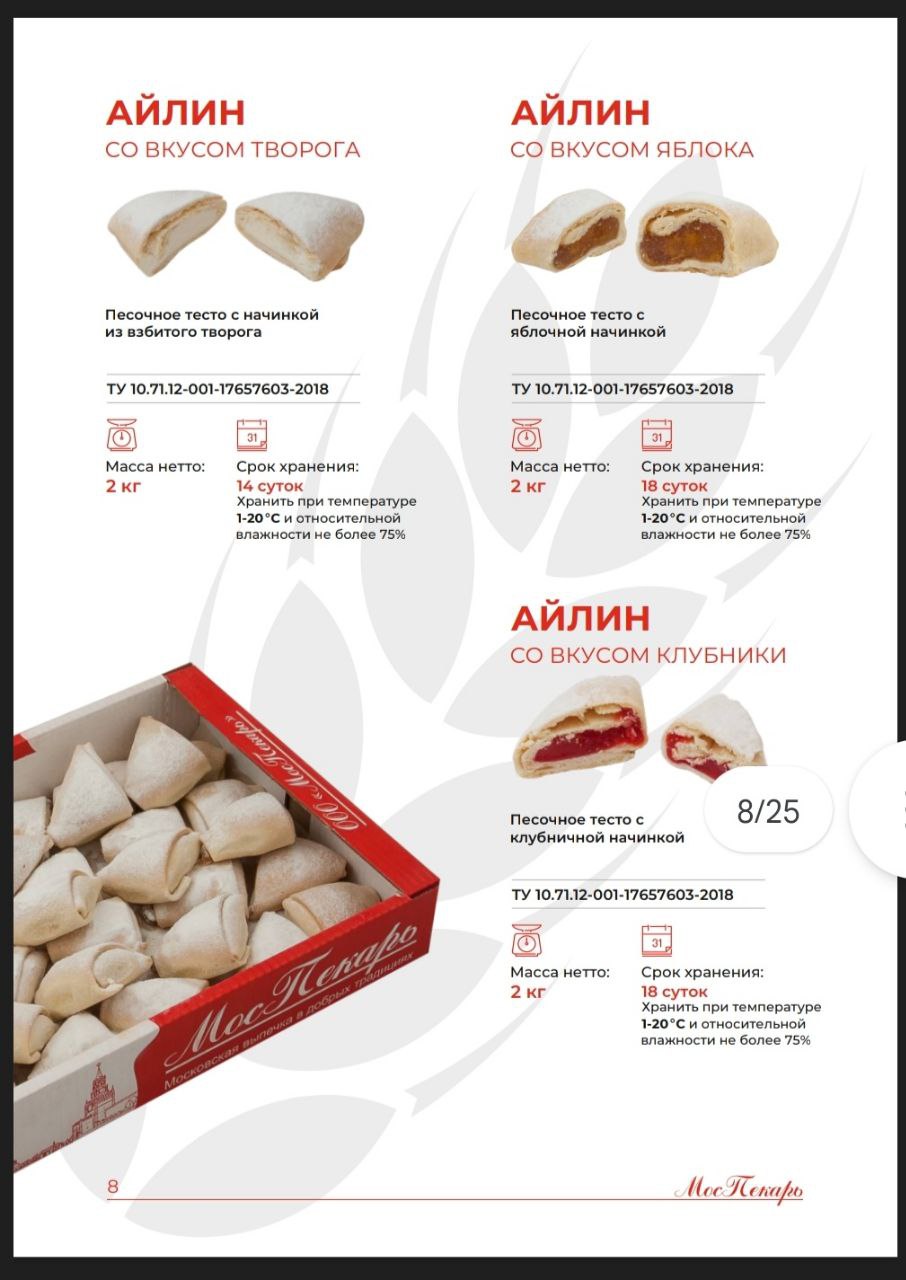 АЙЛИН
СО ВКУСОМ ТВОРОГА
Песочное тесто с начинкой
из взбитого творога
ТУ 10.71.12-001-17657603-2018
Масса нетто:
2 кг
31
Срок хранения:
14 суток
Хранить при температуре
1-20°С и относительной
влажности не более 75%
АЙЛИН
СО ВКУСОМ ЯБЛОКА
Песочное тесто с
яблочной начинкой
ТУ 10.71.12-001-17657603-2018
Масса нетто:
2 кг
31
Срок хранения:
18 суток
Хранить при температуре
1-20°С и относительной
влажности не более 75%
АЙЛИН
СО ВКУСОМ КЛУБНИКИ
Песочное тесто с
клубничной начинкой
ТУ 10.71.12-001-17657603-2018
Масса нетто:
2 кг
31
Срок хранения:
18 суток
Хранить при температуре
1-20°С и относительной
влажности не более 75%
8/25
ООО «МосПекарь»
МосПекарь
Московская выпечка в добрых традициях
8
МосПекарь